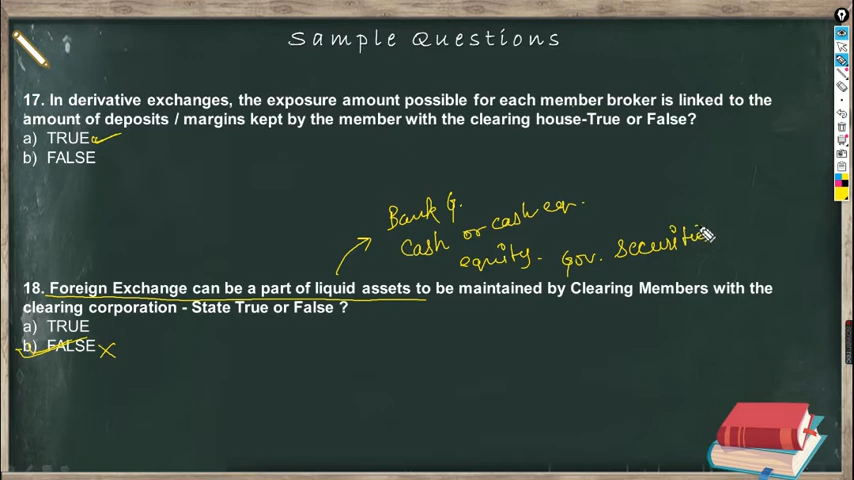 Sample Questions
17. In derivative exchanges, the exposure amount possible for each member broker is linked to the
amount of deposits / margins kept by the member with the clearing house-True or False?
a) TRUE
b) FALSE
Bank G.
cash or cash eq.
equity. Gov. securities
18. Foreign Exchange can be a part of liquid assets to be maintained by Clearing Members with the
clearing corporation - State True or False ?
a) TRUE
b) FALSE